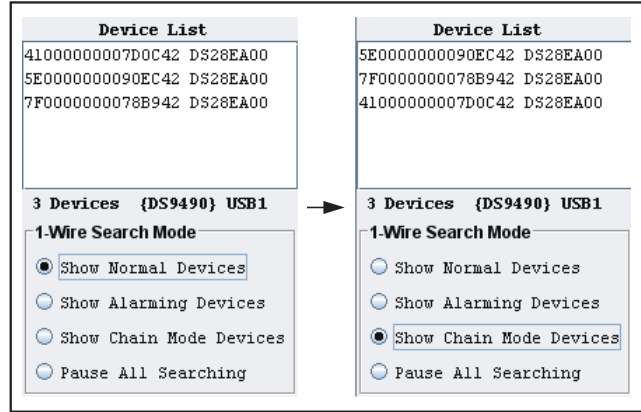 Device List
41000000007D0C42 DS28EA00
5E0000000090EC42 DS28EA00
7F0000000078B942 DS28EA00
3 Devices {DS9490} USB1
1-Wire Search Mode
Show Normal Devices
Show Alarming Devices
Show Chain Mode Devices
Pause All Searching
Device List
5E0000000090EC42 DS28EA00
7F0000000078B942 DS28EA00
41000000007D0C42 DS28EA00
3 Devices {DS9490} USB1
1-Wire Search Mode
Show Normal Devices
Show Alarming Devices
Show Chain Mode Devices
Pause All Searching